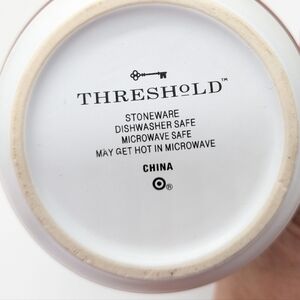 THRESHOLD™
STONEWARE
DISHWASHER SAFE
MICROWAVE SAFE
MAY GET HOT IN MICROWAVE
CHINA
®